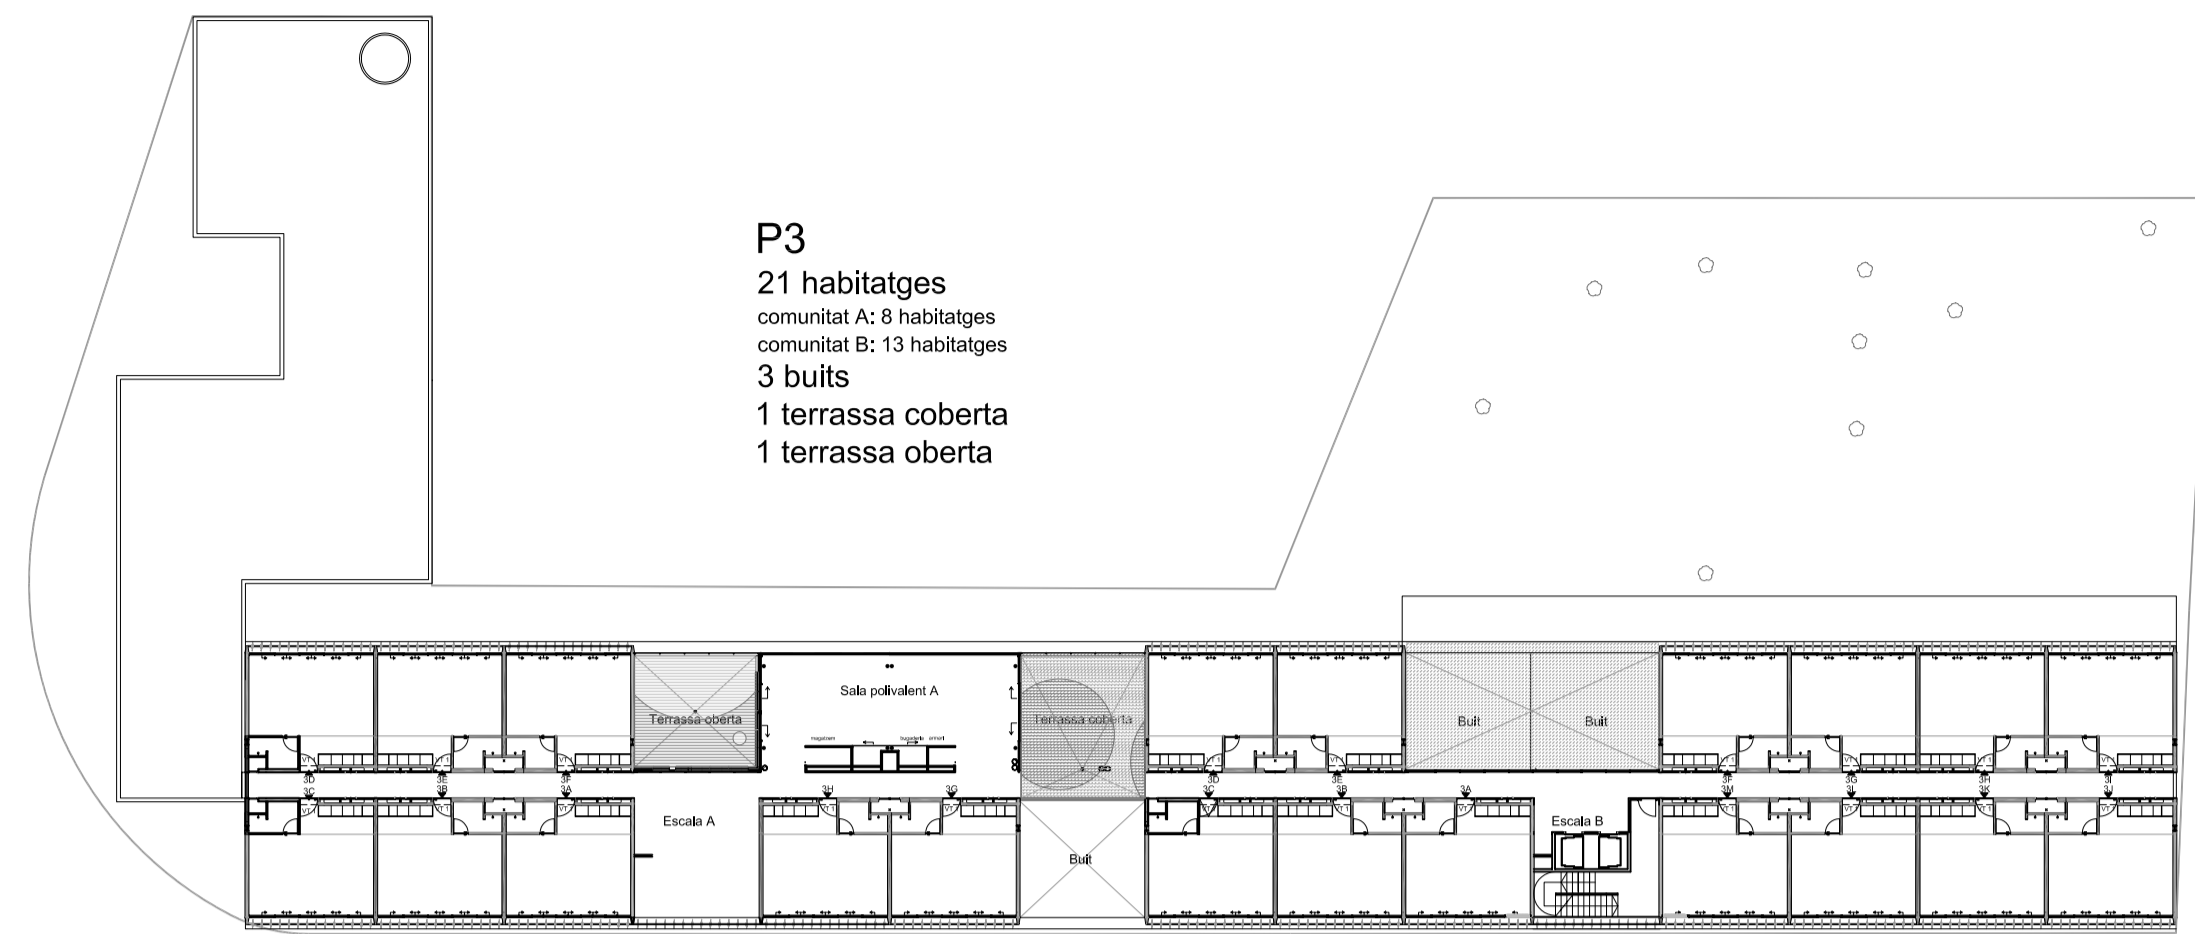 P3
21 habitatges
comunitat A: 8 habitatges
comunitat B: 13 habitatges
3 buits
1 terrassa coberta
1 terrassa oberta
Sala polivalent A
Terrassa oberta
Terrassa coberta
Buit Buit
magatzem bugaderia armari
3D 3E 3F 3D 3E 3F 3G 3H 3I
3C 3B 3A 3H 3G 3C 3B 3A 3M 3L 3K 3J
Escala A
Escala B
Buit